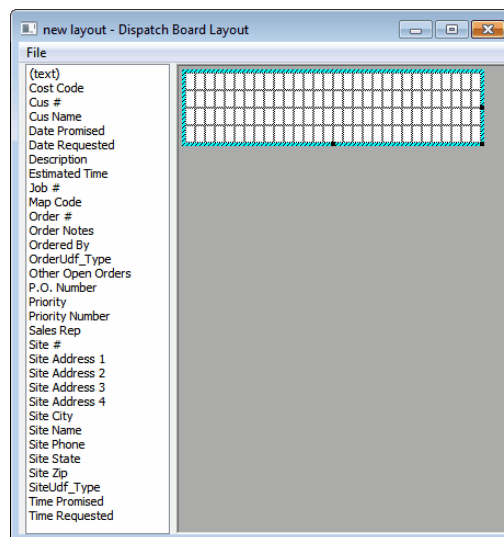 new layout - Dispatch Board Layout
File
(text)
Cost Code
Cus #
Cus Name
Date Promised
Date Requested
Description
Estimated Time
Job #
Map Code
Order #
Order Notes
Ordered By
OrderUdf_Type
Other Open Orders
P.O. Number
Priority
Priority Number
Sales Rep
Site #
Site Address 1
Site Address 2
Site Address 3
Site Address 4
Site City
Site Name
Site Phone
Site State
Site Zip
SiteUdf_Type
Time Promised
Time Requested